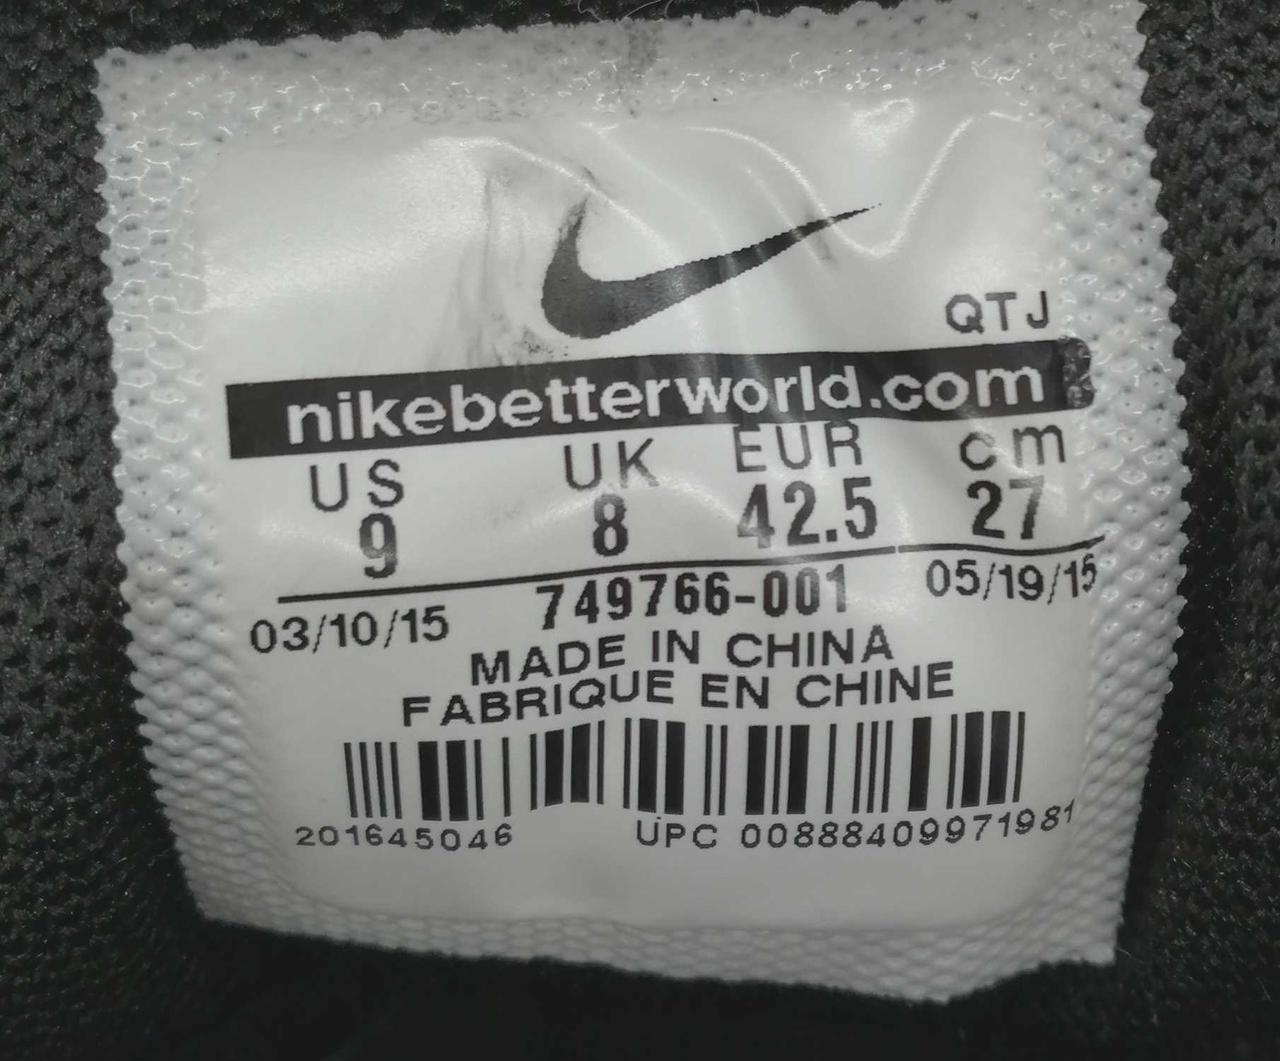 QTJ
nikebetterworld.com
US UK EUR cm
9 8 42.5 27
03/10/15 749766-001 05/19/15
MADE IN CHINA
FABRIQUE EN CHINE
201645046 UPC 00888409971981